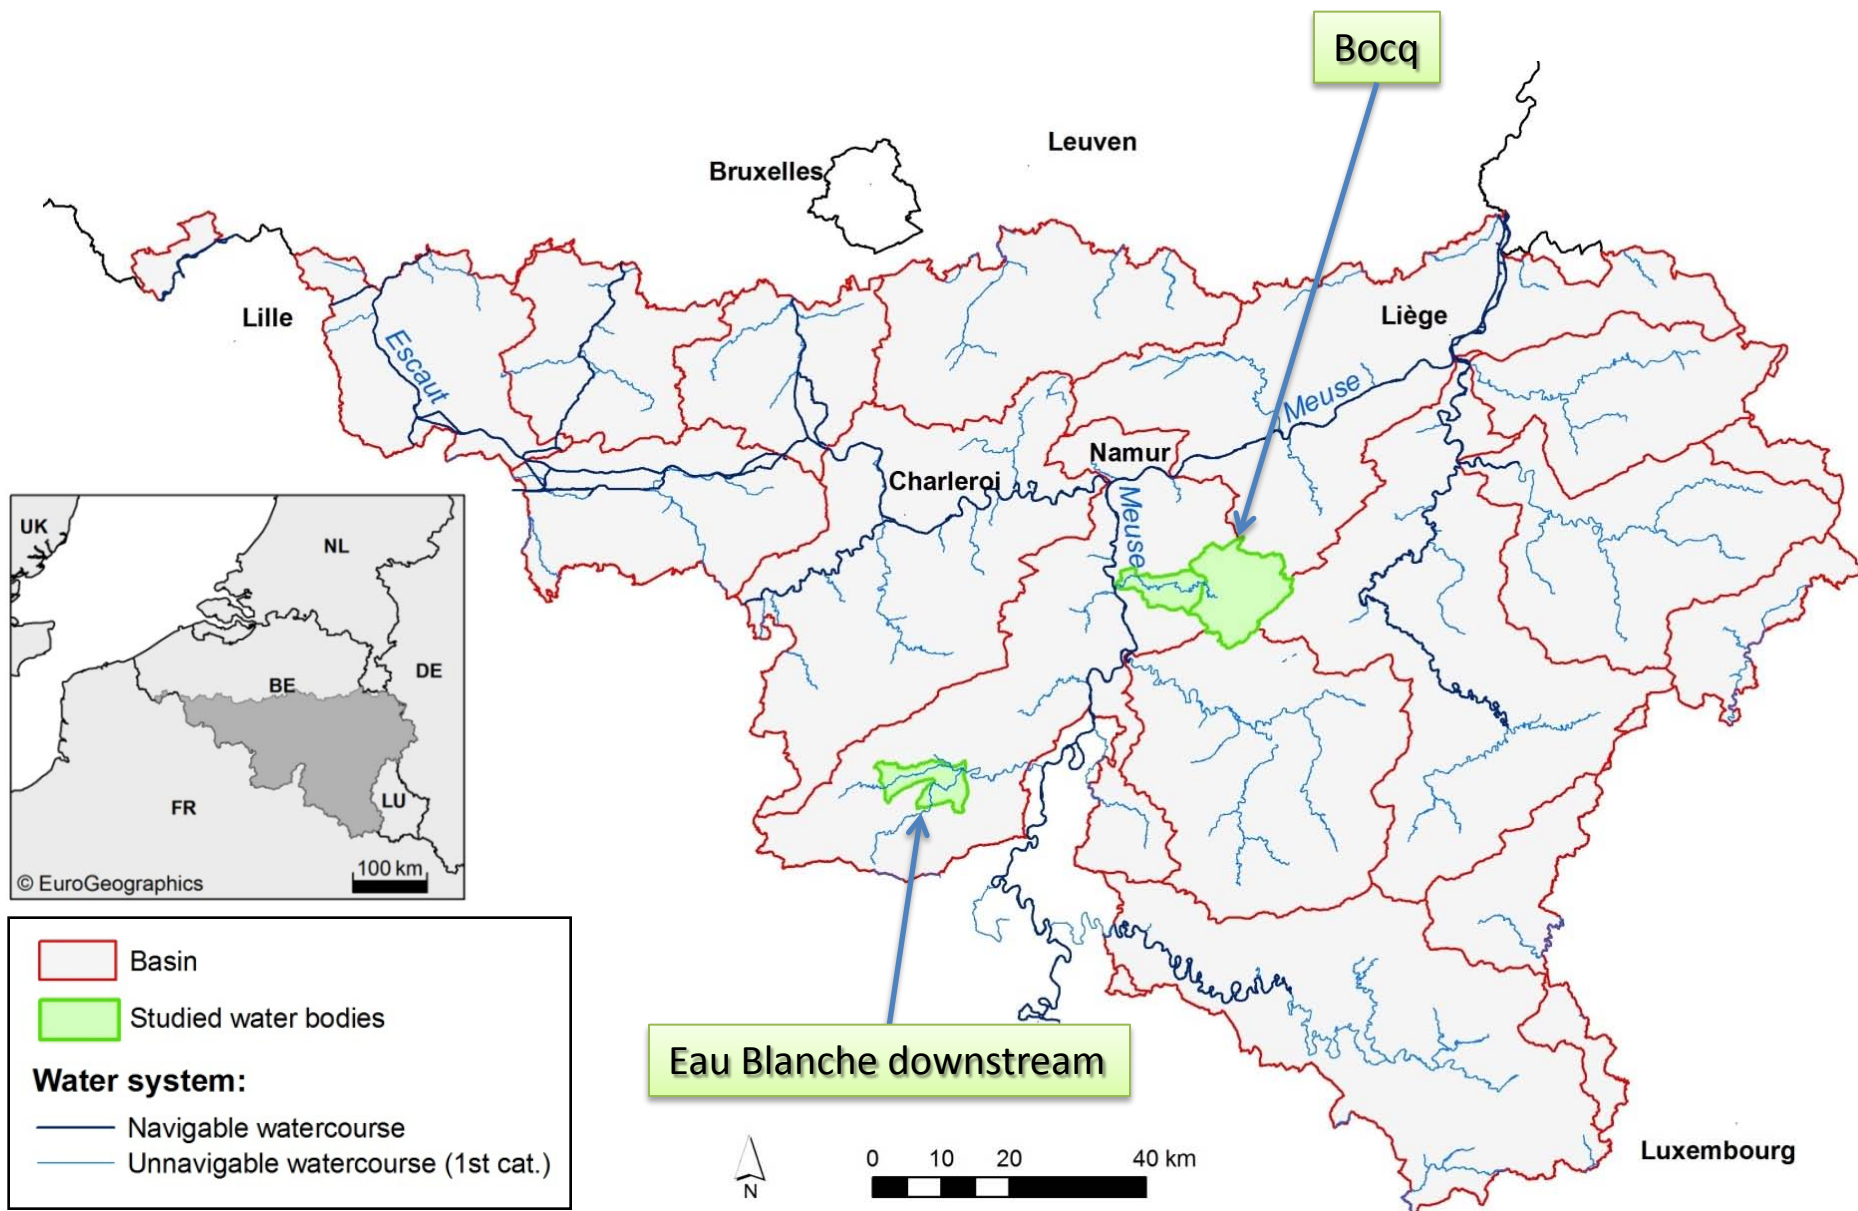 Bocq
Leuven
Bruxelles
Lille
Liège
Escaut
Meuse
Namur
Charleroi
Meuse
UK
NL
DE
BE
LU
FR
100 km
© EuroGeographics
Basin
Studied water bodies
Water system:
Navigable watercourse
Unnavigable watercourse (1st cat.)
Eau Blanche downstream
N
0 10 20 40 km
Luxembourg